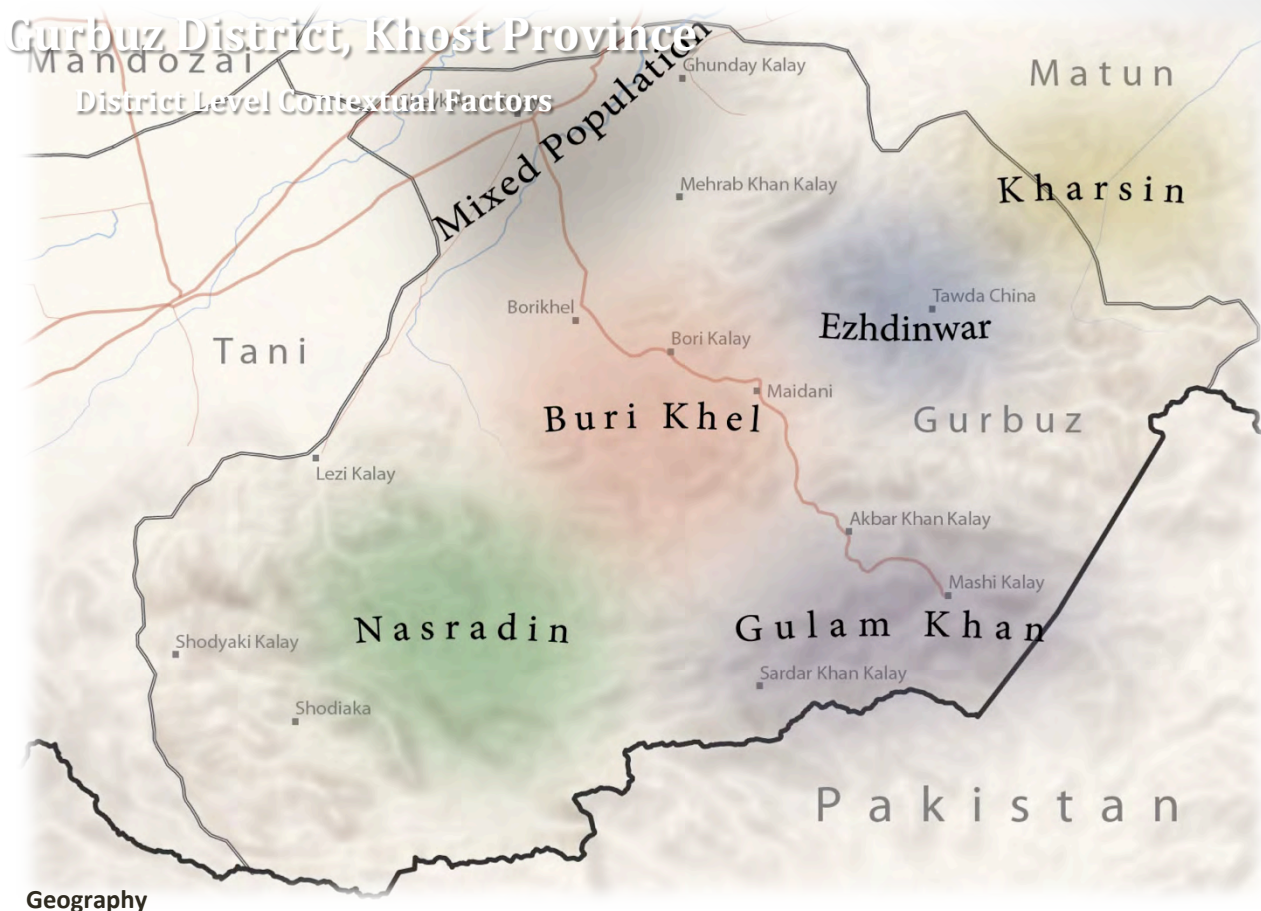 Gurbuz District, Khost Province
Mandozai
District Level Contextual Factors
Mixed Population
Ghunday Kalay
Matun
Mehrab Khan Kalay
Kharsin
Borikhel
Tawda China
Ezhdinwar
Tani
Bori Kalay
Maidani
Buri Khel
Gurbuz
Lezi Kalay
Akbar Khan Kalay
Mashi Kalay
Nasradin
Gulam Khan
Shodyaki Kalay
Sardar Khan Kalay
Shodiaka
Pakistan
Geography